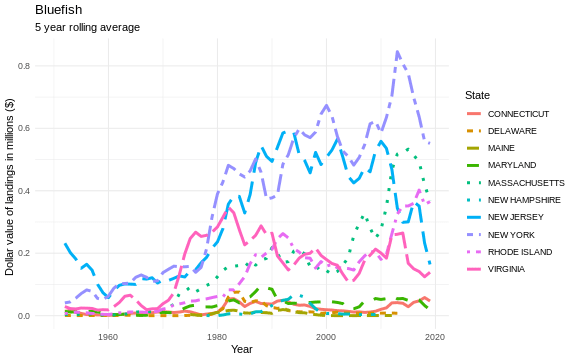 Bluefish
5 year rolling average
Dollar value of landings in millions ($)
0.8
0.6
0.4
0.2
0.0
1960
1980
2000
2020
Year
State
CONNECTICUT
DELAWARE
MAINE
MARYLAND
MASSACHUSETTS
NEW HAMPSHIRE
NEW JERSEY
NEW YORK
RHODE ISLAND
VIRGINIA